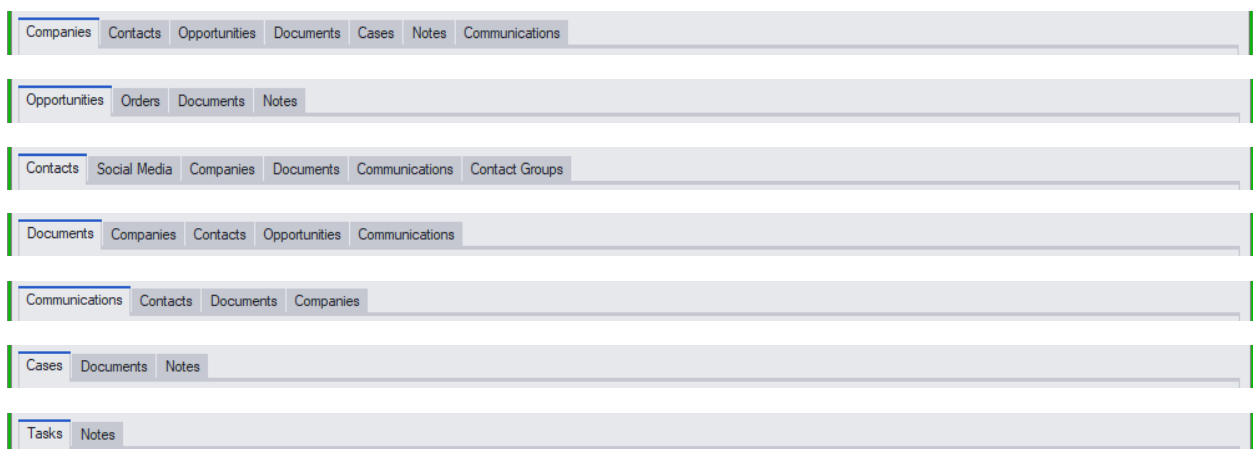 Companies Contacts Opportunities Documents Cases Notes Communications
Opportunities Orders Documents Notes
Contacts Social Media Companies Documents Communications Contact Groups
Documents Companies Contacts Opportunities Communications
Communications Contacts Documents Companies
Cases Documents Notes
Tasks Notes